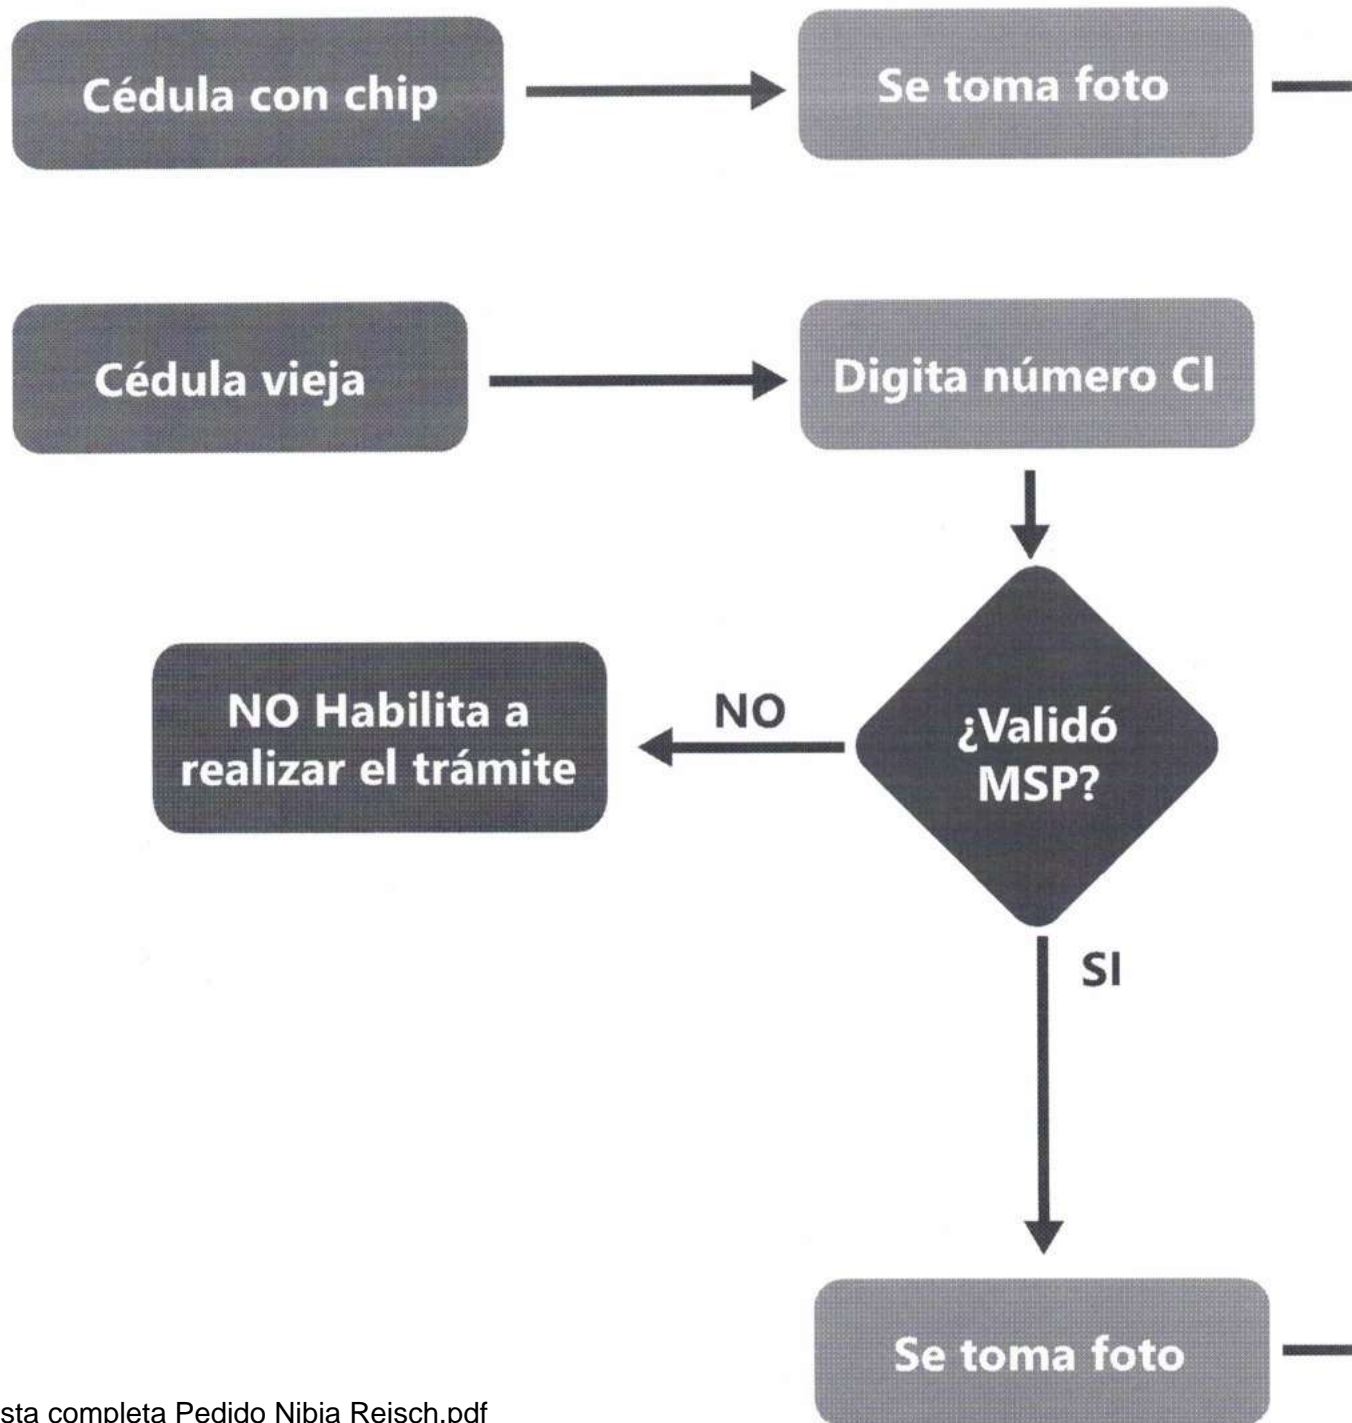 Cédula con chip
Se toma foto
Cédula vieja
Digita número CI
NO Habilita a
realizar el trámite
NO
¿Validó
MSP?
SI
Se toma foto
sta completa Pedido Nibia Reisch.pdf